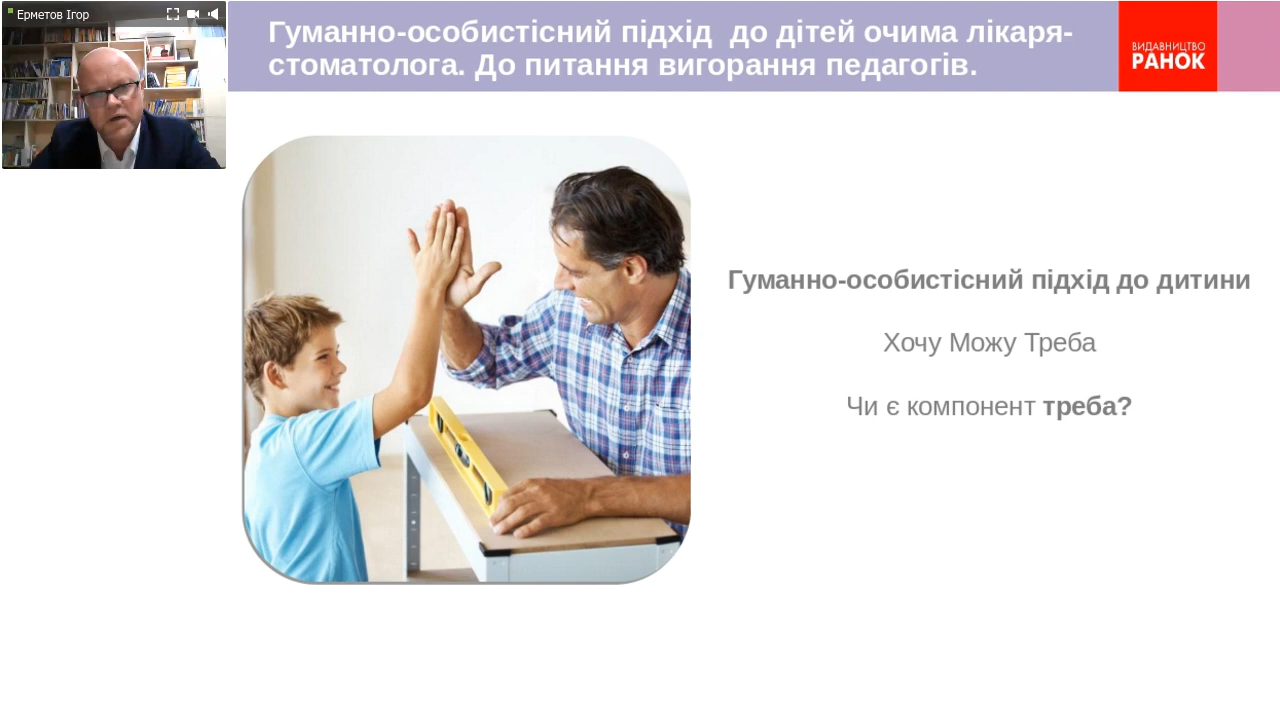 Ерметов Ігор
Гуманно-особистісний підхід  до дітей очима лікаря-
стоматолога. До питання вигорання педагогів.
ВИДАВНИЦТВО
РАНОК
Гуманно-особистісний підхід до дитини
Хочу Можу Треба
Чи є компонент треба?